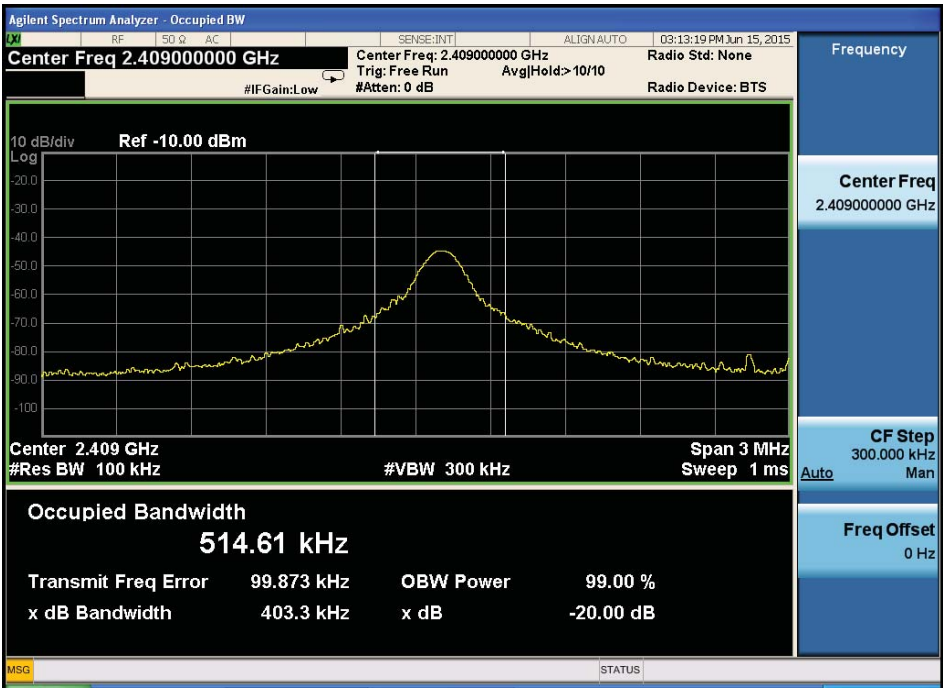 Agilent Spectrum Analyzer - Occupied BW
LXI RF 50 Ω AC SENSE:INT ALIGN AUTO 03:13:19 PM Jun 15, 2015
Center Freq 2.409000000 GHz
Center Freq: 2.409000000 GHz
Radio Std: None
Trig: Free Run Avg|Hold:>10/10
#IFGain:Low
#Atten: 0 dB
Radio Device: BTS
10 dB/div Ref -10.00 dBm
Log
-20.0
-30.0
-40.0
-50.0
-60.0
-70.0
-80.0
-90.0
-100
Center 2.409 GHz Span 3 MHz
#Res BW 100 kHz #VBW 300 kHz Sweep 1 ms
Occupied Bandwidth
514.61 kHz
Transmit Freq Error 99.873 kHz OBW Power 99.00 %
x dB Bandwidth 403.3 kHz x dB -20.00 dB
MSG STATUS
Frequency
Center Freq
2.409000000 GHz
CF Step
300.000 kHz
Auto Man
Freq Offset
0 Hz